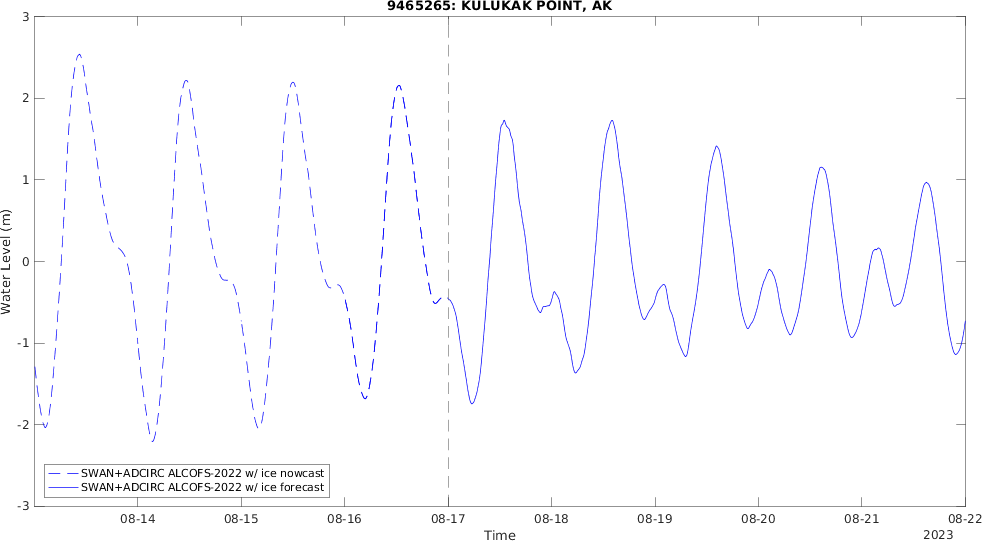 9465265: KULUKAK POINT, AK
3
2
1
0
-1
-2
-3
Water Level (m)
SWAN+ADCIRC ALCOFS-2022 w/ ice nowcast
SWAN+ADCIRC ALCOFS-2022 w/ ice forecast
08-14 08-15 08-16 08-17 08-18 08-19 08-20 08-21 08-22
Time
2023